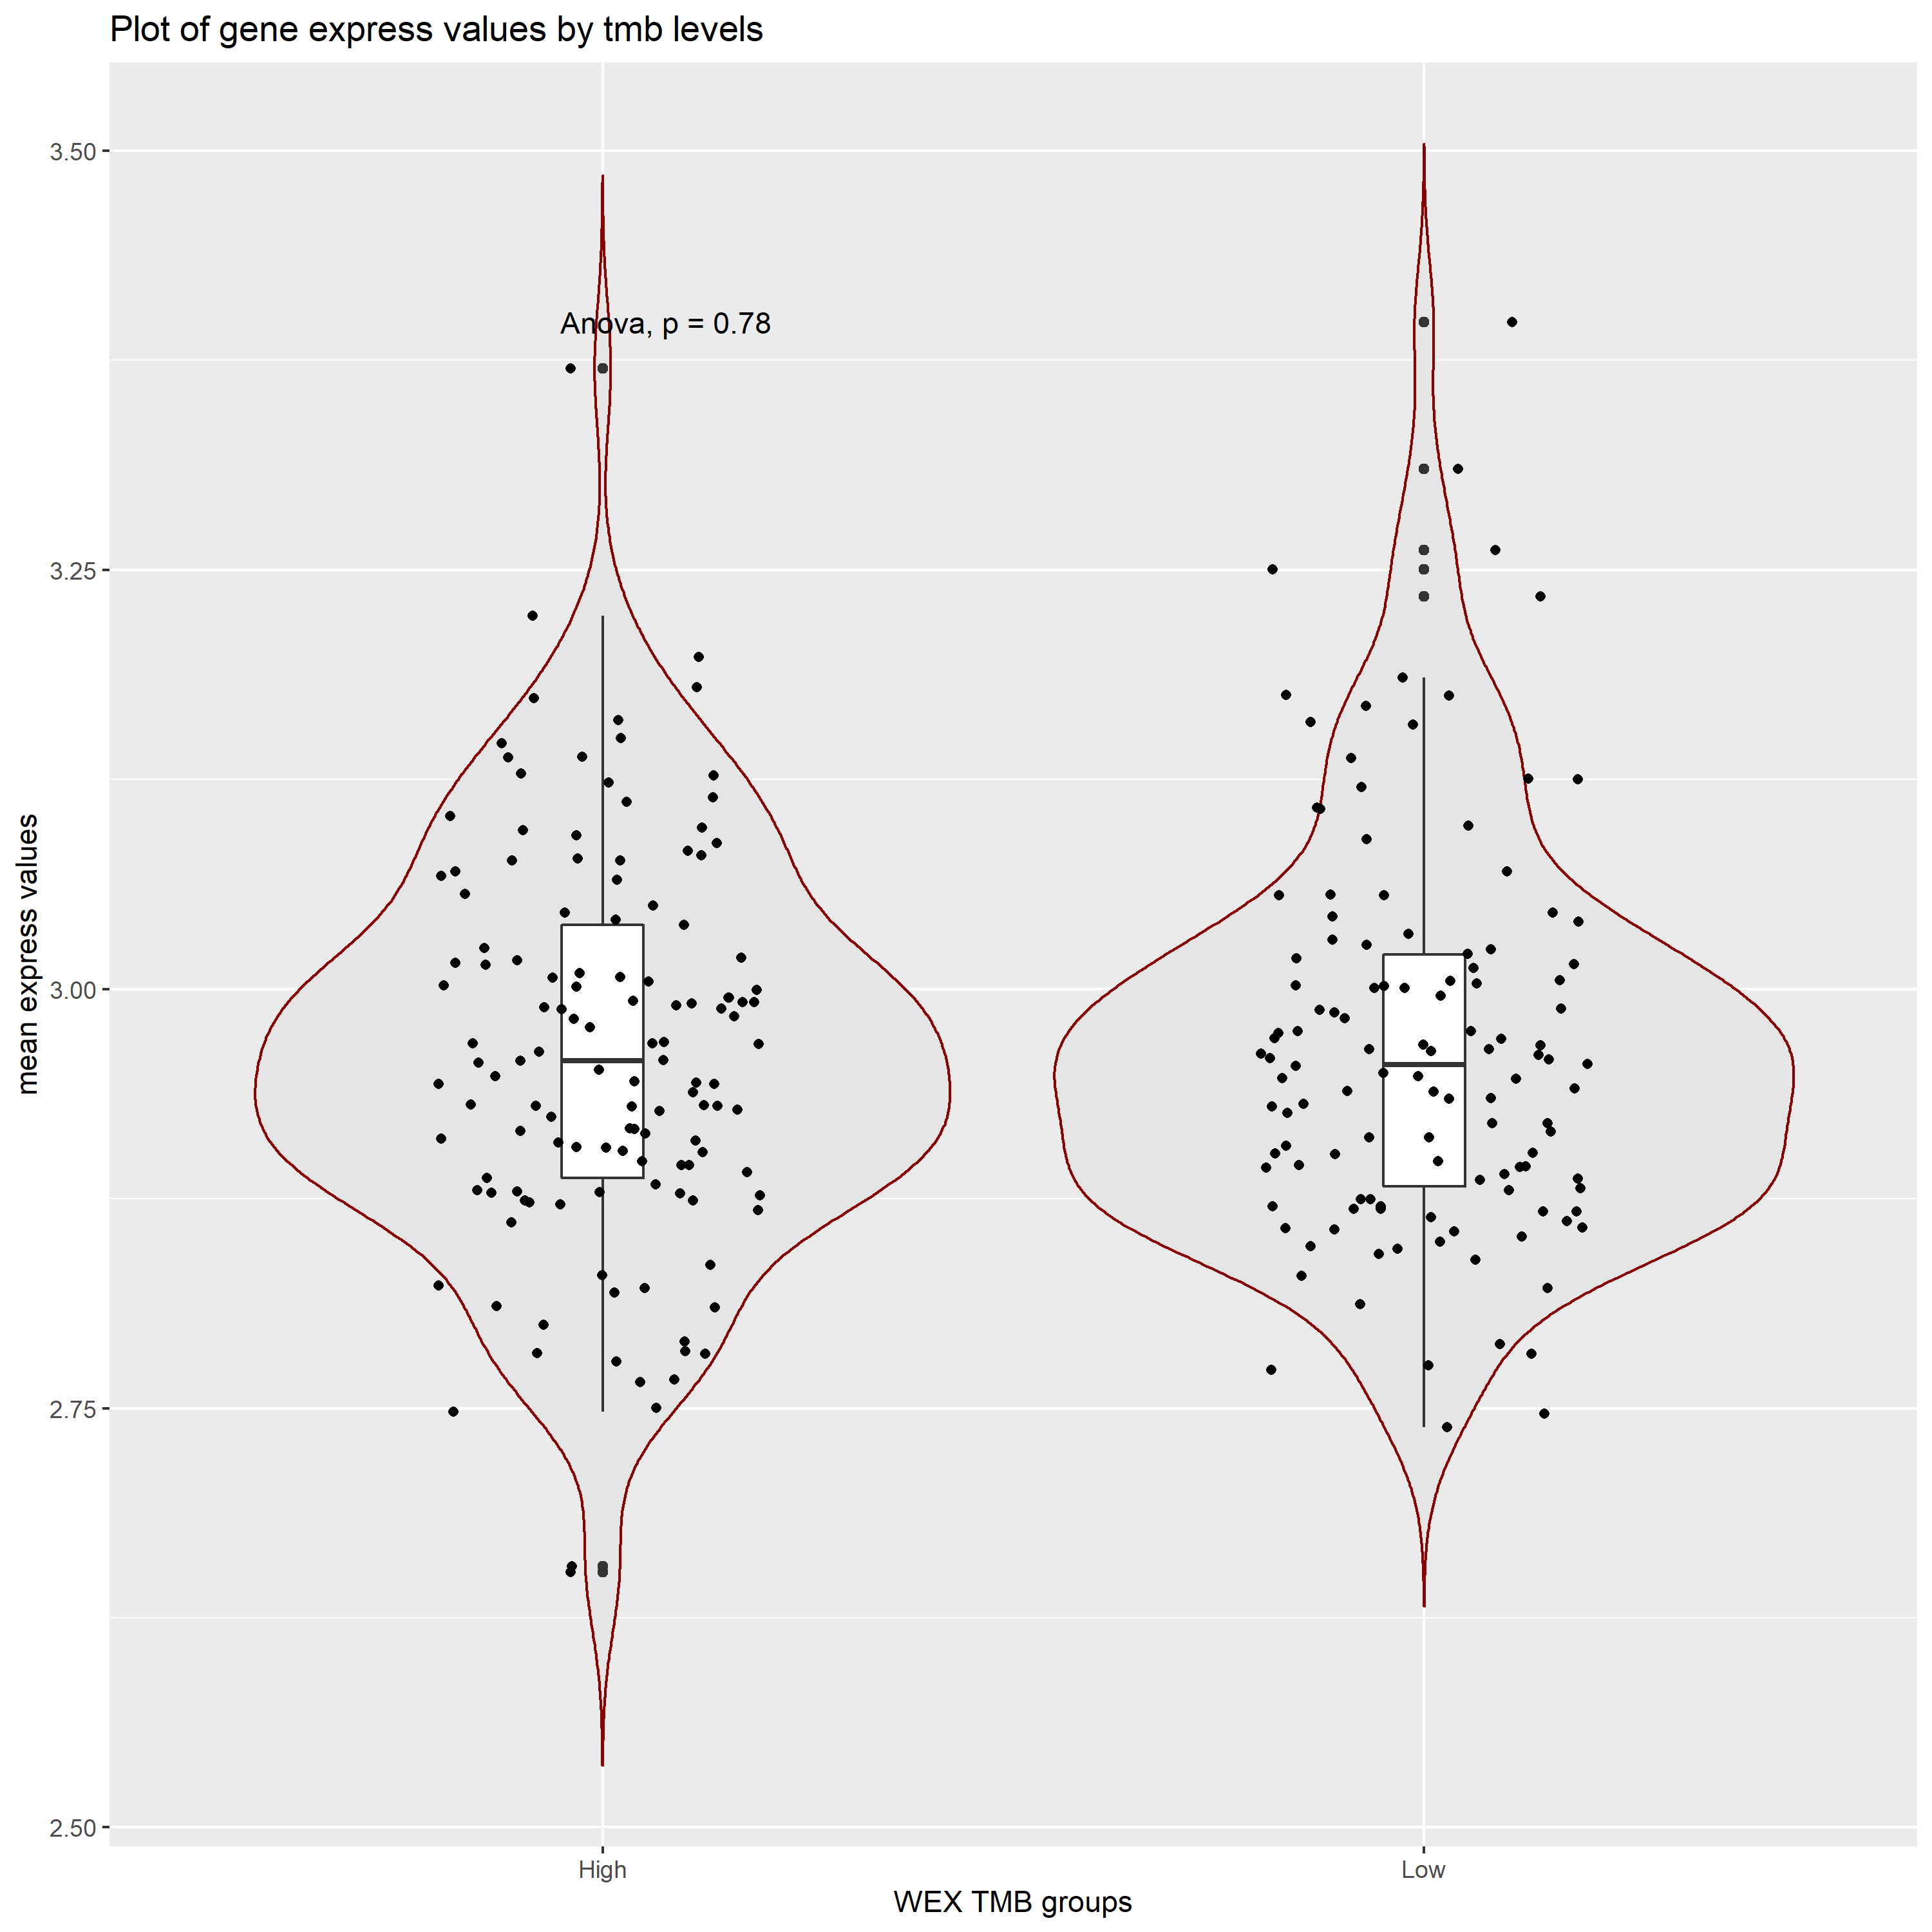 Plot of gene express values by tmb levels
3.50
Anova, p = 0.78
3.25
mean express values
3.00
2.75
2.50
High
Low
WEX TMB groups